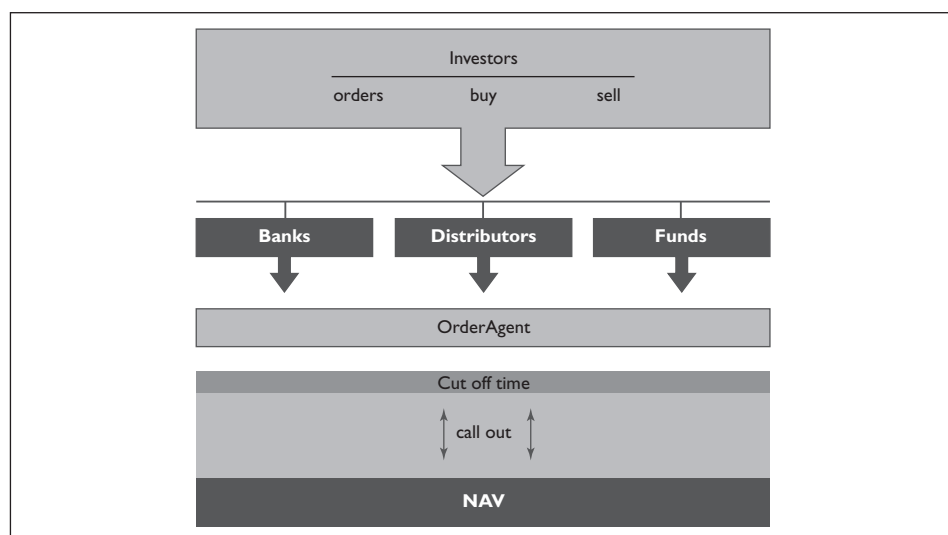 Investors
orders buy sell
Banks Distributors Funds
OrderAgent
Cut off time
call out
NAV